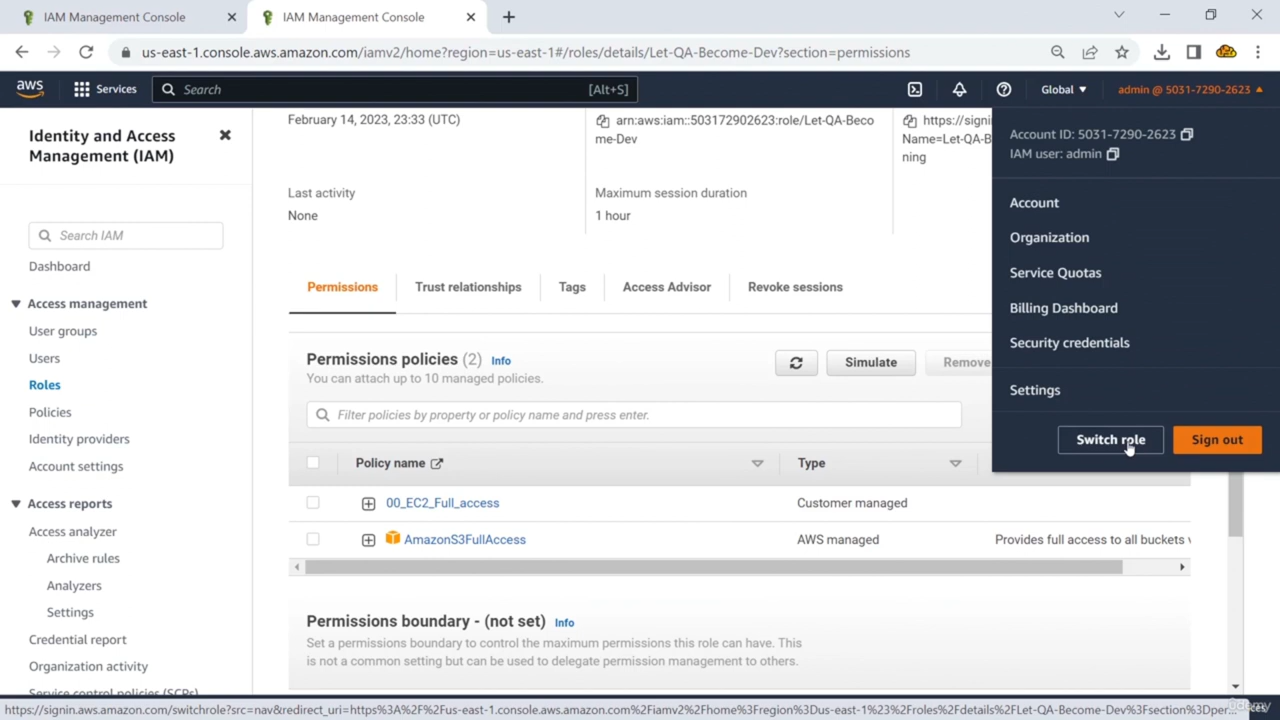 IAM Management Console
IAM Management Console
us-east-1.console.aws.amazon.com/iamv2/home?region=us-east-1#/roles/details/Let-QA-Become-Dev?section=permissions
aws
Services
Search
[Alt+S]
Global
admin @ 5031-7290-2623
Identity and Access
Management (IAM)
Search IAM
Dashboard
Access management
User groups
Users
Roles
Policies
Identity providers
Account settings
Access reports
Access analyzer
Archive rules
Analyzers
Settings
Credential report
Organization activity
Service control policies (SCPs)
February 14, 2023, 23:33 (UTC)
arn:aws:iam::503172902623:role/Let-QA-Beco
me-Dev
https://signi
Name=Let-QA-B
ning
Last activity
None
Maximum session duration
1 hour
Permissions
Trust relationships
Tags
Access Advisor
Revoke sessions
Permissions policies (2)
Info
You can attach up to 10 managed policies.
Simulate
Remove
Filter policies by property or policy name and press enter.
Policy name
Type
00_EC2_Full_access
Customer managed
AmazonS3FullAccess
AWS managed
Provides full access to all buckets v
Permissions boundary - (not set)
Info
Set a permissions boundary to control the maximum permissions this role can have. This
is not a common setting but can be used to delegate permission management to others.
Account ID: 5031-7290-2623
IAM user: admin
Account
Organization
Service Quotas
Billing Dashboard
Security credentials
Settings
Switch role
Sign out
https://signin.aws.amazon.com/switchrole?src=nav&redirect_uri=https%3A%2F%2Fus-east-1.console.aws.amazon.com%2Fiamv2%2Fhome%3Fregion%3Dus-east-1%23%2Froles%2Fdetails%2FLet-QA-Become-Dev%3Fsection%3Dper...